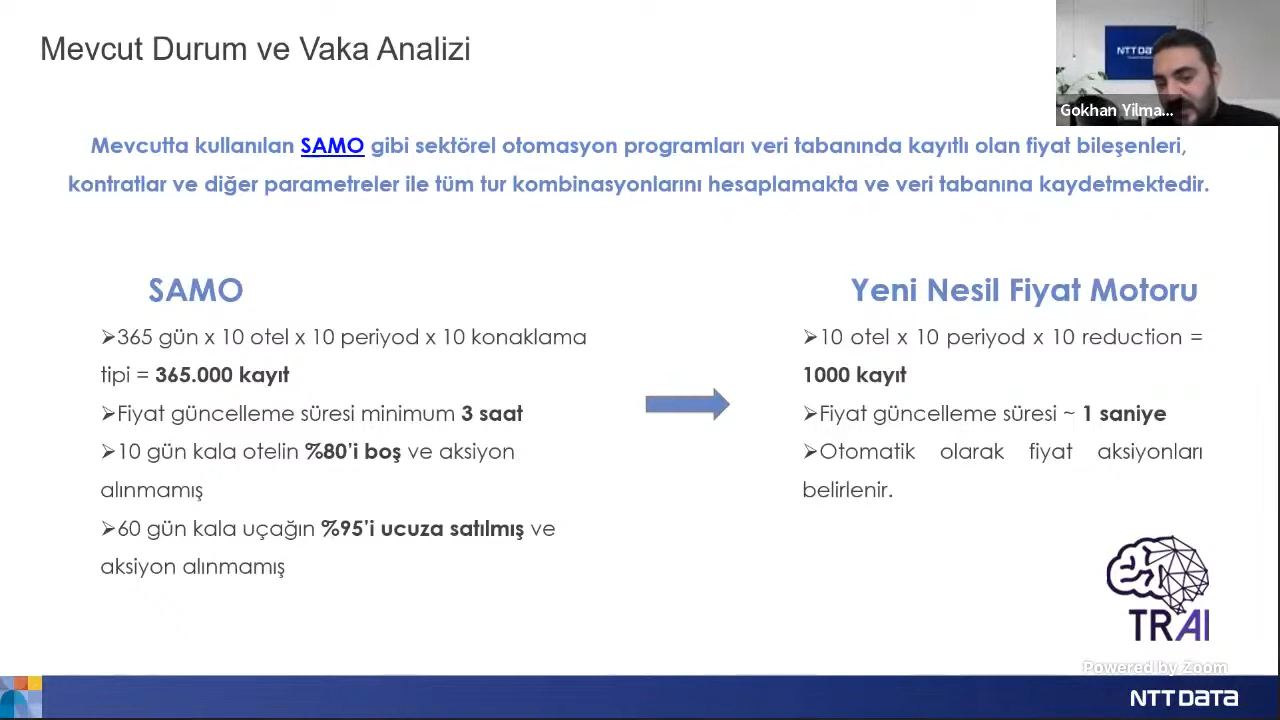 Mevcut Durum ve Vaka Analizi
NTT DaTa
Gokhan Yilma...
Mevcutta kullanılan SAMO gibi sektörel otomasyon programları veri tabanında kayıtlı olan fiyat bileşenleri,
kontratlar ve diğer parametreler ile tüm tur kombinasyonlarını hesaplamakta ve veri tabanına kaydetmektedir.
SAMO
➢365 gün x 10 otel x 10 periyod x 10 konaklama
tipi = 365.000 kayıt
➢Fiyat güncelleme süresi minimum 3 saat
➢10 gün kala otelin %80’i boş ve aksiyon
alınmamış
➢60 gün kala uçağın %95’i ucuza satılmış ve
aksiyon alınmamış
Yeni Nesil Fiyat Motoru
➢10 otel x 10 periyod x 10 reduction =
1000 kayıt
➢Fiyat güncelleme süresi ~ 1 saniye
➢Otomatik olarak fiyat aksiyonları
belirlenir.
TRAI
Powered by Zoom
NTT DaTa